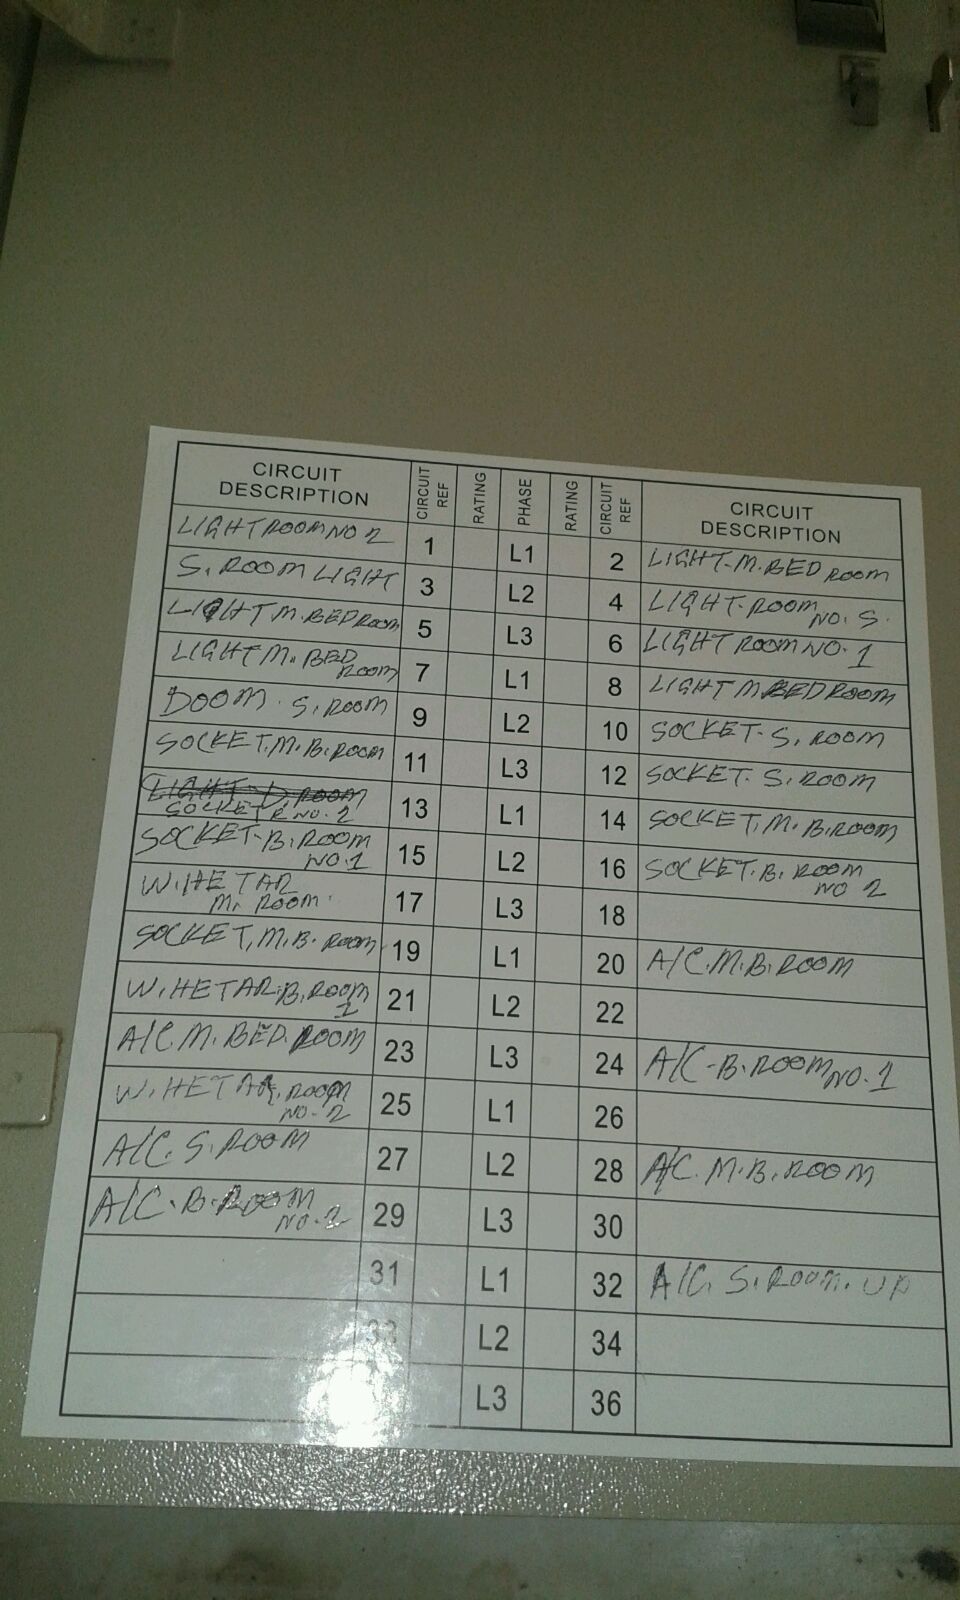 CIRCUIT DESCRIPTION CIRCUIT REF RATING PHASE RATING CIRCUIT REF CIRCUIT DESCRIPTION
LIGHT ROOM NO 2 1 L1 2 LIGHT.M.BED ROOM
S. ROOM LIGHT 3 L2 4 LIGHT-ROOM NO. S.
LIGHT M.BED ROOM 5 L3 6 LIGHT ROOM NO. 1
LIGHT M. BED ROOM 7 L1 8 LIGHT M BED ROOM
DOOM. S. ROOM 9 L2 10 SOCKET- S. ROOM
SOCKET.M.B.ROOM 11 L3 12 SOCKET. S. ROOM
LIGHT-D-ROOM
SOCKET R NO. 2 13 L1 14 SOCKET.M.B.ROOM
SOCKET-B.ROOM NO.1 15 L2 16 SOCKET.B.ROOM NO 2
W.HETAR M. ROOM. 17 L3 18
SOCKET,M.B. ROOM 19 L1 20 A/C.M.B.ROOM
W.HETAR.B.ROOM 1 21 L2 22
A/C M. BED. ROOM 23 L3 24 A/C-B.ROOM NO.1
W.HETAR. ROOM NO-2 25 L1 26
A/C. S. ROOM 27 L2 28 A/C. M.B.ROOM
A/C.B.ROOM NO.2 29 L3 30
31 L1 32 A/C. S.ROOM. UP
33 L2 34
L3 36